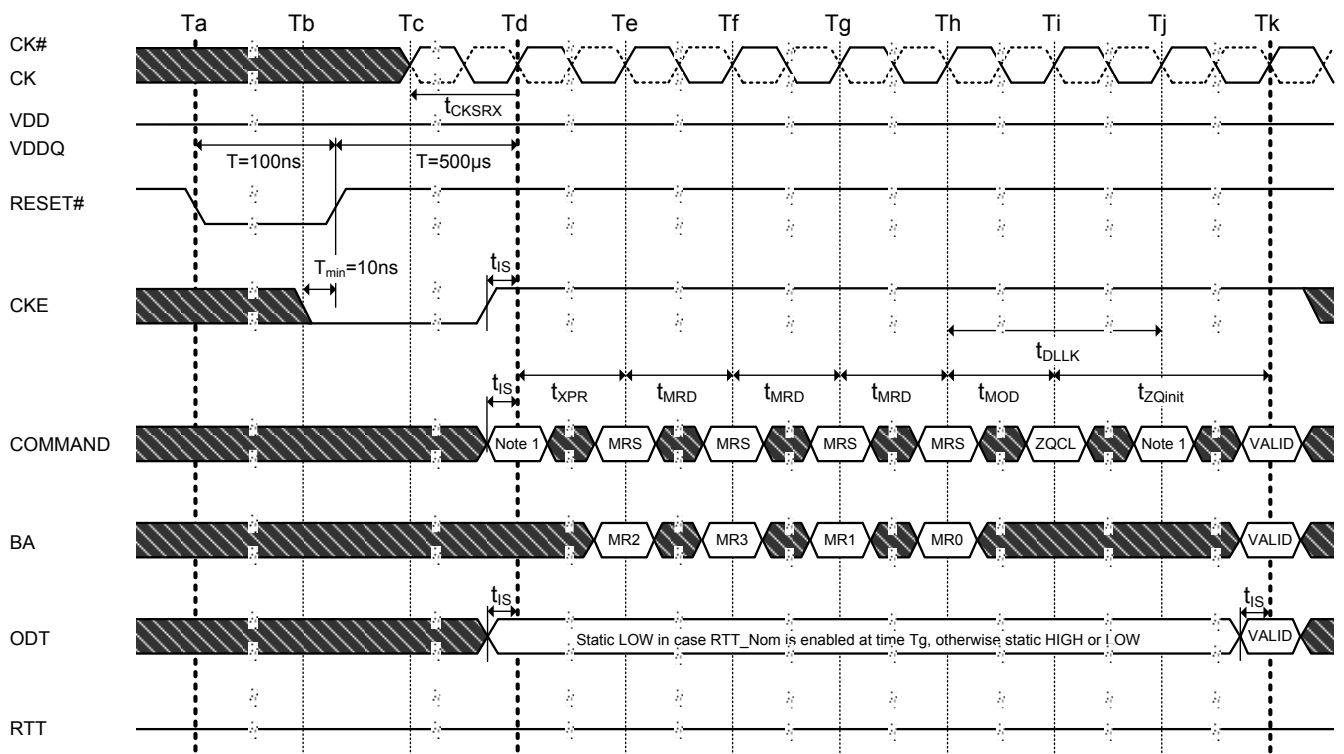 Ta Tb Tc Td Te Tf Tg Th Ti Tj Tk
CK#
CK
tCKSRX
VDD
VDDQ
T=100ns T=500µs
RESET#
Tmin=10ns tIS
CKE
tDLLK
tIS tXPR tMRD tMRD tMRD tMOD tZQinit
COMMAND Note 1 MRS MRS MRS MRS ZQCL Note 1 VALID
BA MR2 MR3 MR1 MR0 VALID
tIS tIS
ODT Static LOW in case RTT_Nom is enabled at time Tg, otherwise static HIGH or LOW VALID
RTT